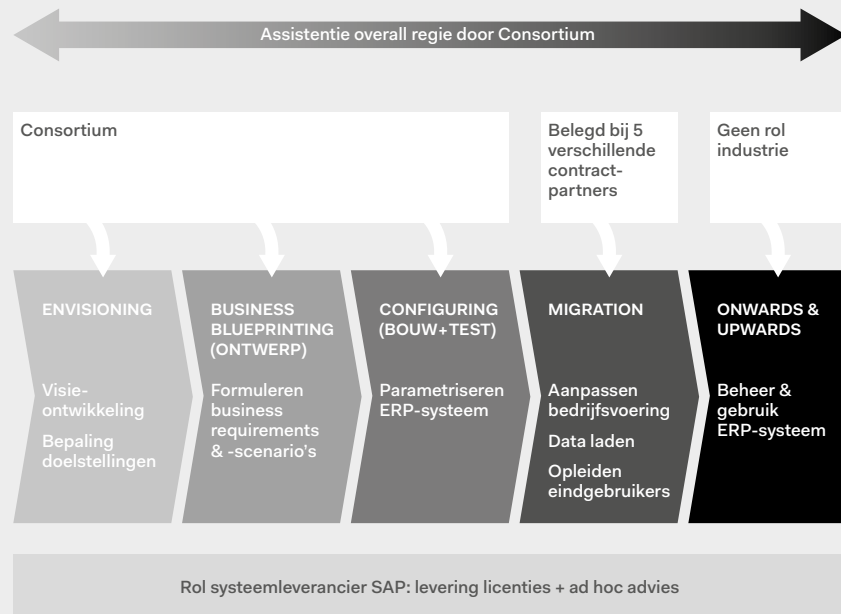 Assistentie overall regie door Consortium
Consortium
Belegd bij 5
verschillende
contract-
partners
Geen rol
industrie
ENVISIONING
Visie-
ontwikkeling
Bepaling
doelstellingen
BUSINESS
BLUEPRINTING
(ONTWERP)
Formuleren
business
requirements
& -scenario’s
CONFIGURING
(BOUW+TEST)
Parametriseren
ERP-systeem
MIGRATION
Aanpassen
bedrijfsvoering
Data laden
Opleiden
eindgebruikers
ONWARDS &
UPWARDS
Beheer &
gebruik
ERP-systeem
Rol systeemleverancier SAP: levering licenties + ad hoc advies